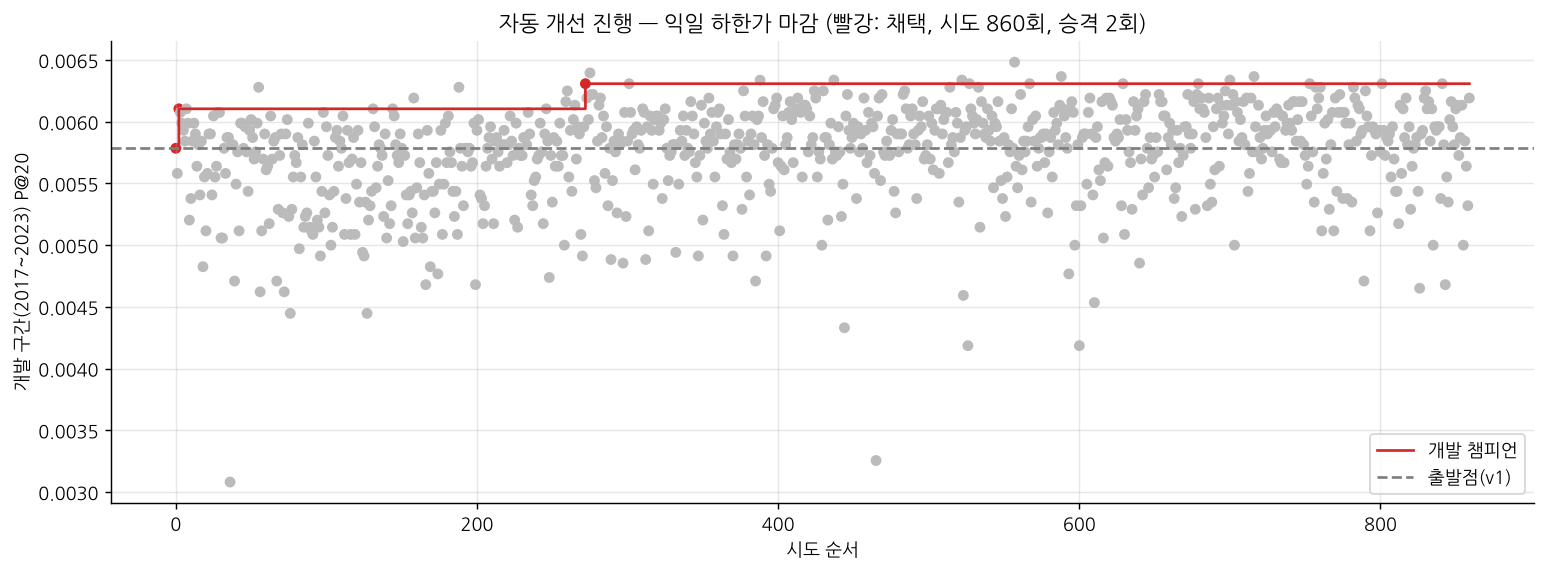 자동 개선 진행 — 익일 하한가 마감 (빨강: 채택, 시도 860회, 승격 2회)
개발 구간(2017~2023) P@20
0.0065
0.0060
0.0055
0.0050
0.0045
0.0040
0.0035
0.0030
개발 챔피언
출발점(v1)
0
200
400
600
800
시도 순서